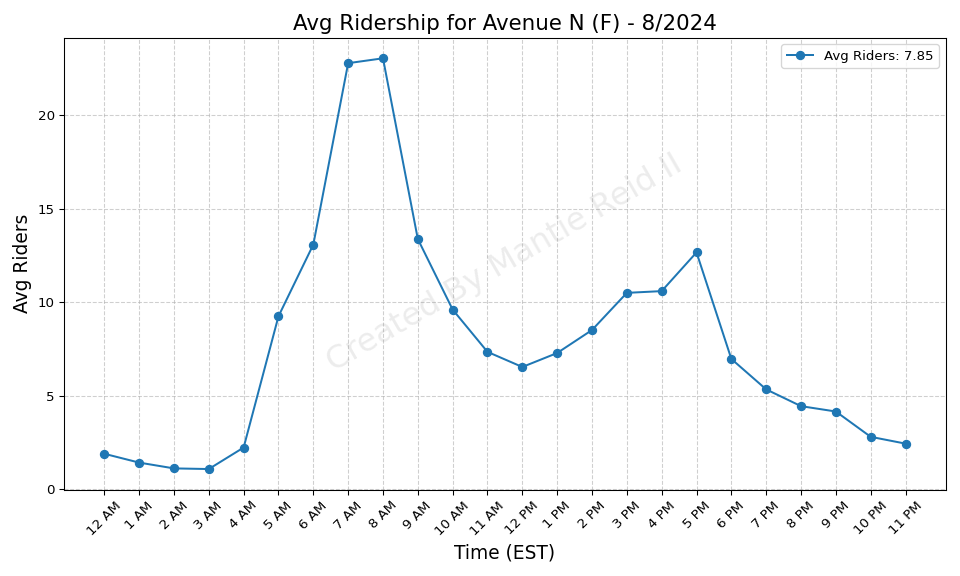 Avg Ridership for Avenue N (F) - 8/2024
Avg Riders: 7.85
Created By Mantie Reid II
Avg Riders
20
15
10
5
0
12 AM
1 AM
2 AM
3 AM
4 AM
5 AM
6 AM
7 AM
8 AM
9 AM
10 AM
11 AM
12 PM
1 PM
2 PM
3 PM
4 PM
5 PM
6 PM
7 PM
8 PM
9 PM
10 PM
11 PM
Time (EST)